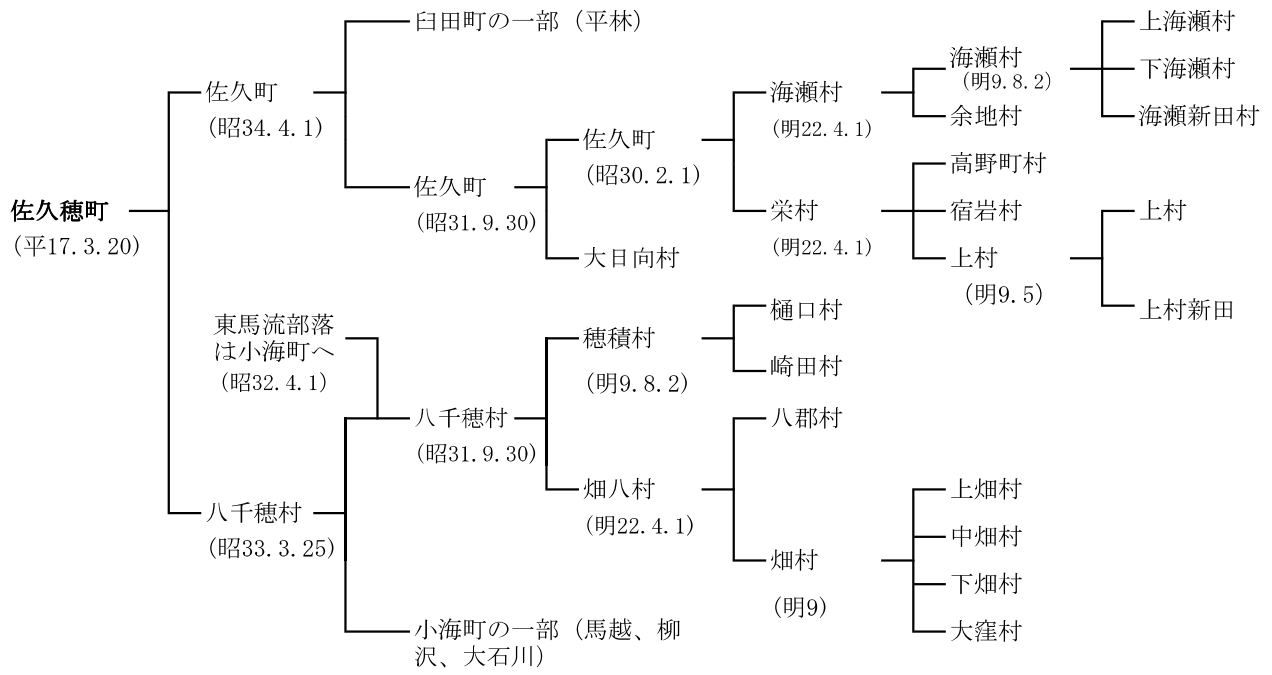 佐久穂町
（平17.3.20）
佐久町
（昭34.4.1）
臼田町の一部（平林）
佐久町
（昭31.9.30）
佐久町
（昭30.2.1）
海瀬村
（明22.4.1）
海瀬村
（明9.8.2）
上海瀬村
下海瀬村
海瀬新田村
余地村
栄村
（明22.4.1）
高野町村
宿岩村
上村
（明9.5）
上村
上村新田
大日向村
八千穂村
（昭33.3.25）
東馬流部落
は小海町へ
（昭32.4.1）
八千穂村
（昭31.9.30）
穂積村
（明9.8.2）
樋口村
崎田村
畑八村
（明22.4.1）
八郡村
畑村
（明9）
上畑村
中畑村
下畑村
大窪村
小海町の一部（馬越、柳
沢、大石川）